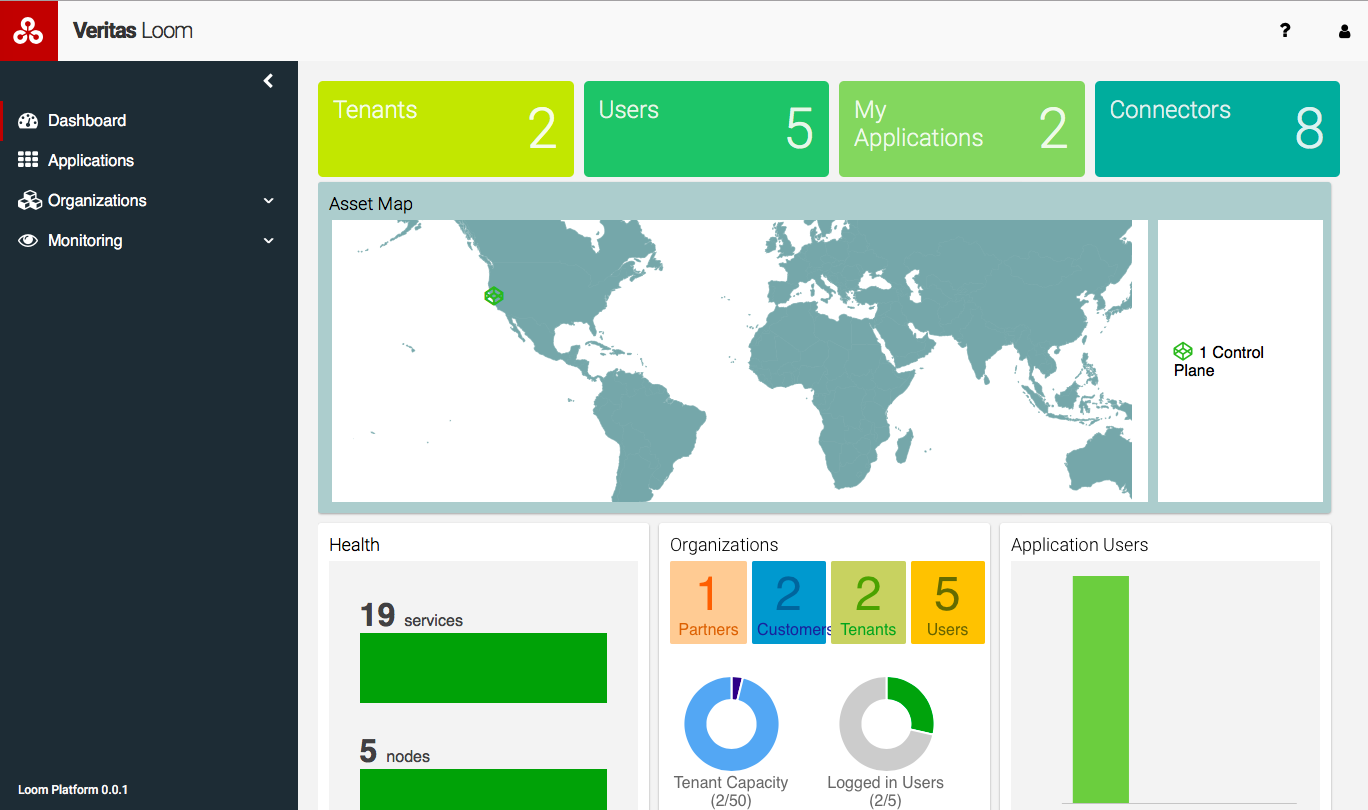 Veritas Loom
?
Dashboard
Applications
Organizations
Monitoring
Loom Platform 0.0.1
Tenants 2
Users 5
My
Applications 2
Connectors 8
Asset Map
1 Control
Plane
Health
19 services
5 nodes
Organizations
1 2 2 5
Partners Customers Tenants Users
Tenant Capacity
(2/50)
Logged in Users
(2/5)
Application Users